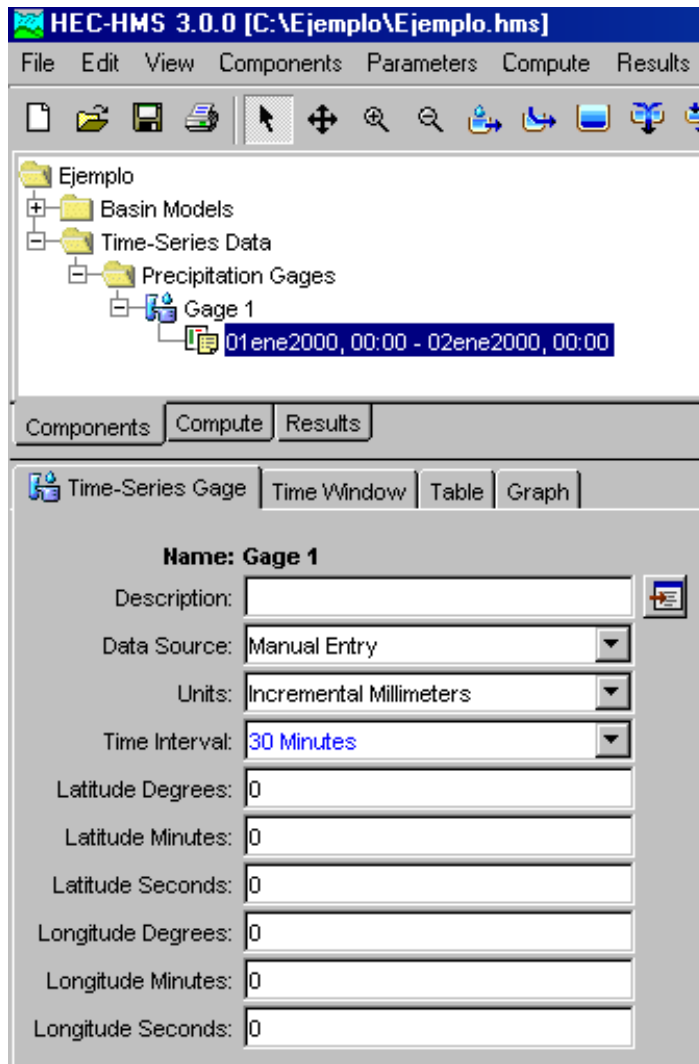 HEC-HMS 3.0.0 [C:\Ejemplo\Ejemplo.hms]
File Edit View Components Parameters Compute Results
Ejemplo
Basin Models
Time-Series Data
Precipitation Gages
Gage 1
01ene2000, 00:00 - 02ene2000, 00:00
Components Compute Results
Time-Series Gage Time Window Table Graph
Name: Gage 1
Description:
Data Source: Manual Entry
Units: Incremental Millimeters
Time Interval: 30 Minutes
Latitude Degrees: 0
Latitude Minutes: 0
Latitude Seconds: 0
Longitude Degrees: 0
Longitude Minutes: 0
Longitude Seconds: 0